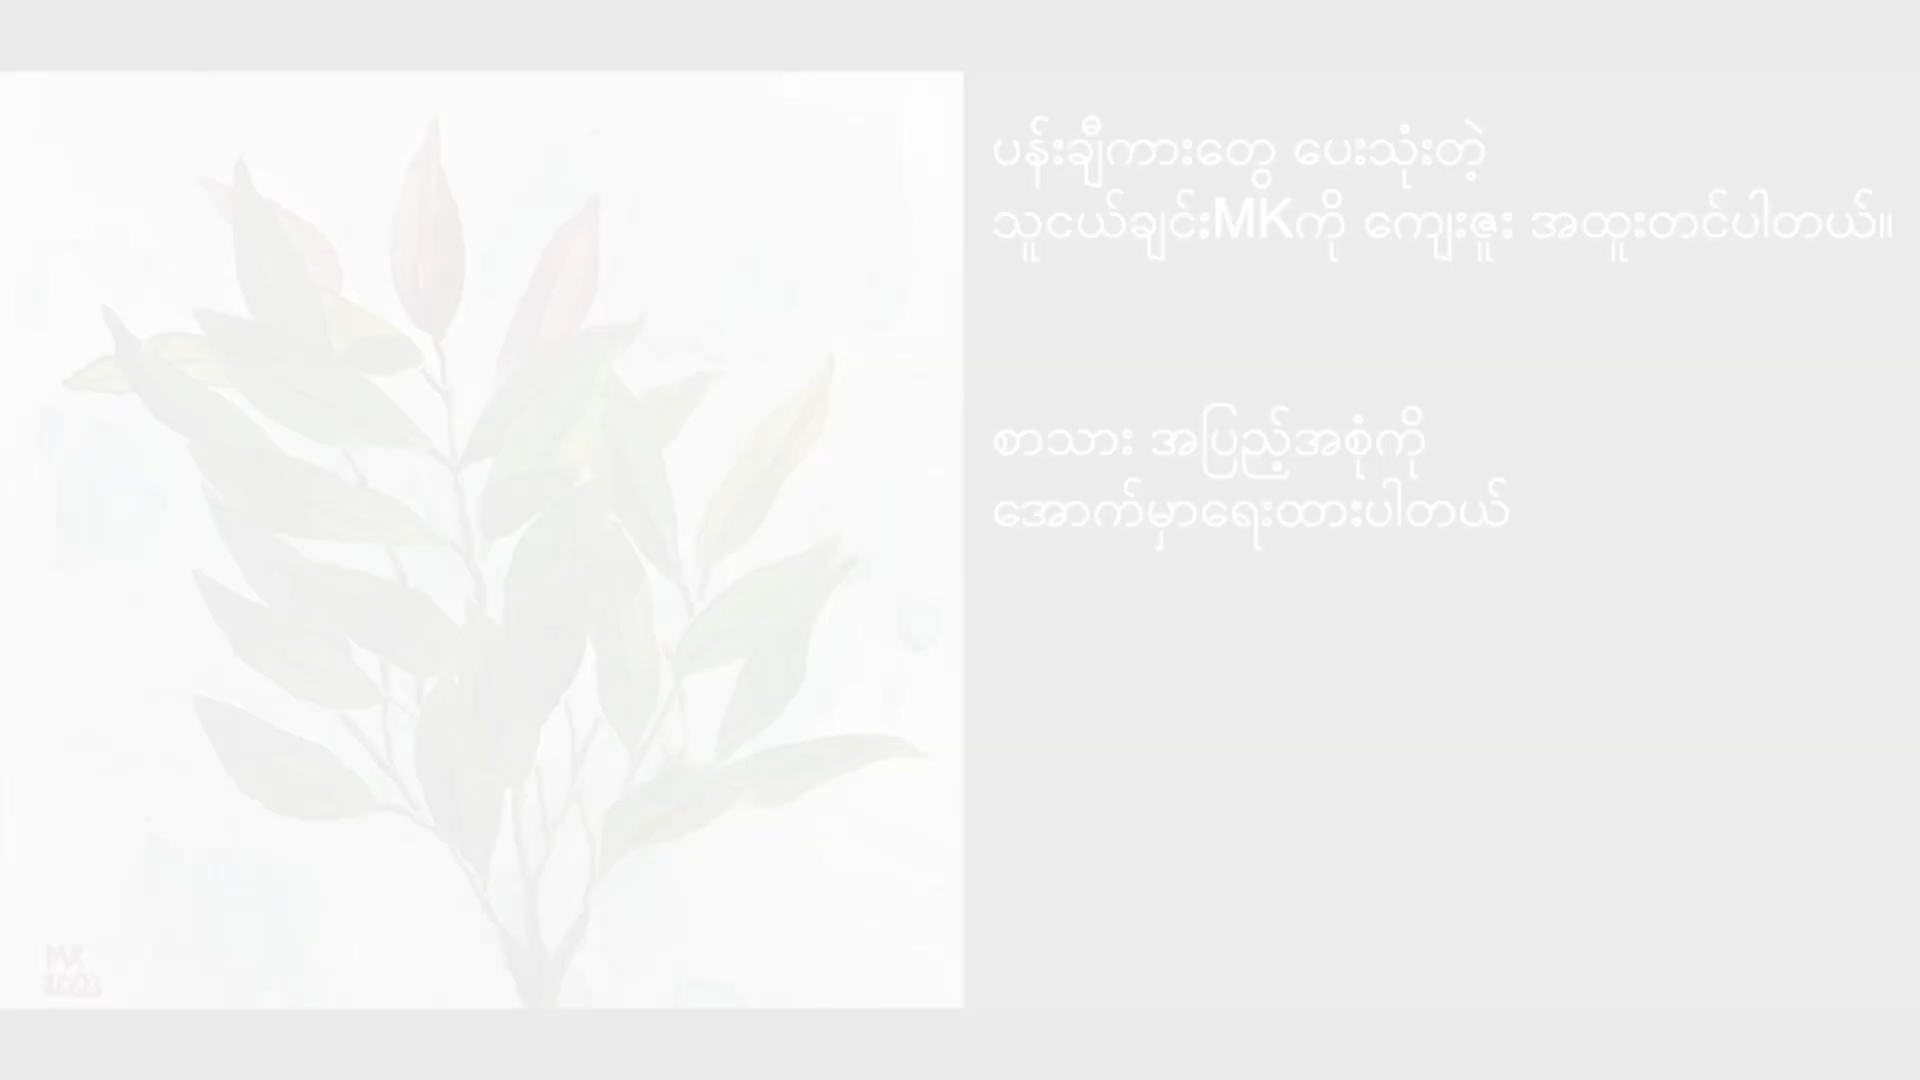 ပန်းချီကားတွေ ပေးသုံးတဲ့
သူငယ်ချင်းMKကို ကျေးဇူး အထူးတင်ပါတယ်။
စာသား အပြည့်အစုံကို
အောက်မှာရေးထားပါတယ်